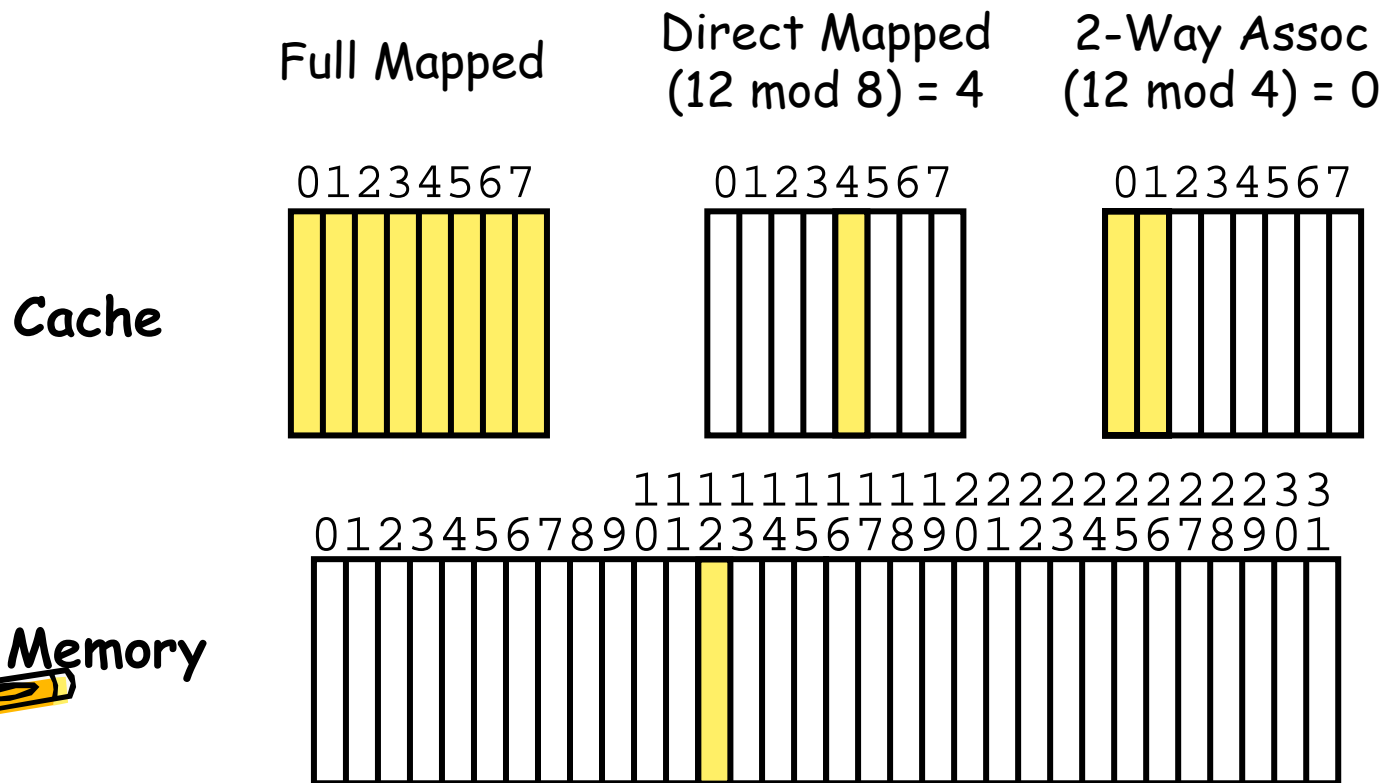 Full Mapped
Direct Mapped
(12 mod 8) = 4
2-Way Assoc
(12 mod 4) = 0
01234567
01234567
01234567
Cache
1111111111222222222233
01234567890123456789012345678901
Memory